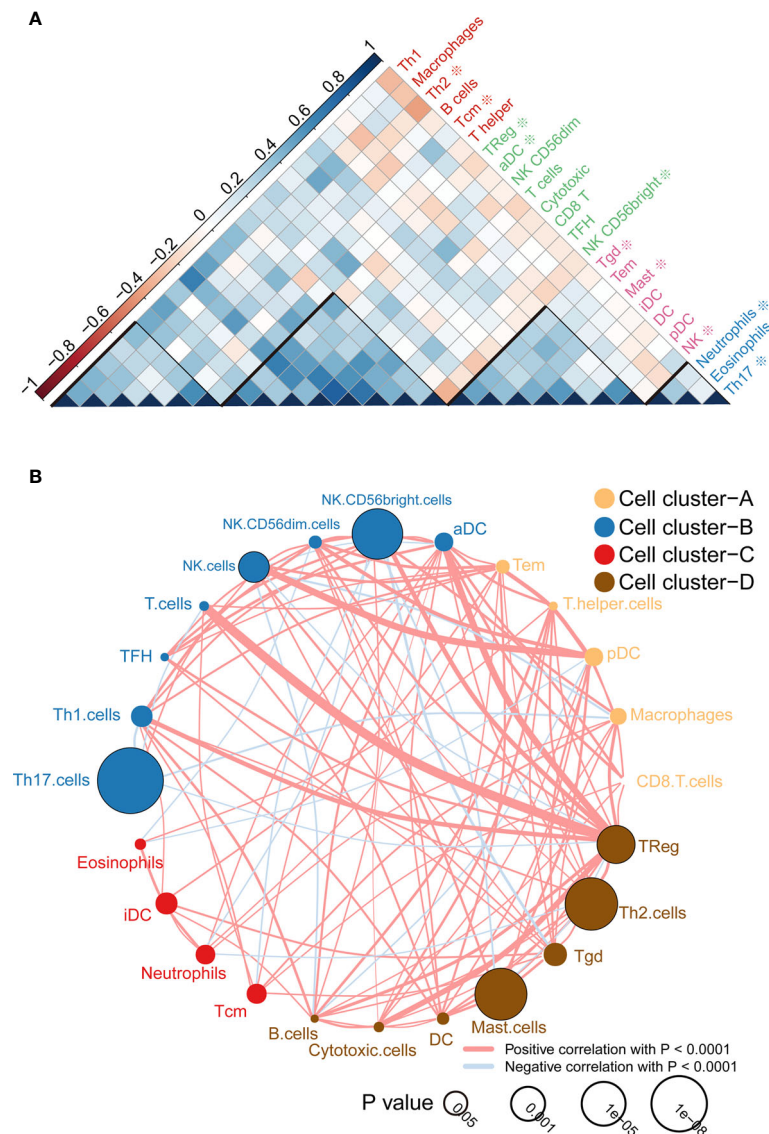 A
1
0.8
0.6
0.4
0.2
0
−0.2
−0.4
−0.6
−0.8
−1
Th1
Macrophages
Th2 ※
B cells
Tcm ※
T helper
TReg ※
aDC ※
NK CD56dim
T cells
Cytotoxic
CD8 T
TFH
NK CD56bright ※
Tgd ※
Tem
Mast ※
iDC
DC
pDC
NK ※
Neutrophils ※
Eosinophils
Th17 ※
B
NK.CD56bright.cells
NK.CD56dim.cells
aDC
NK.cells
Tem
T.cells
T.helper.cells
TFH
pDC
Th1.cells
Macrophages
Th17.cells
CD8.T.cells
Eosinophils
TReg
iDC
Th2.cells
Neutrophils
Tgd
Tcm
Mast.cells
B.cells
Cytotoxic.cells
DC
Cell cluster−A
Cell cluster−B
Cell cluster−C
Cell cluster−D
Positive correlation with P < 0.0001
Negative correlation with P < 0.0001
P value
0.05
0.001
1e−05
1e−08